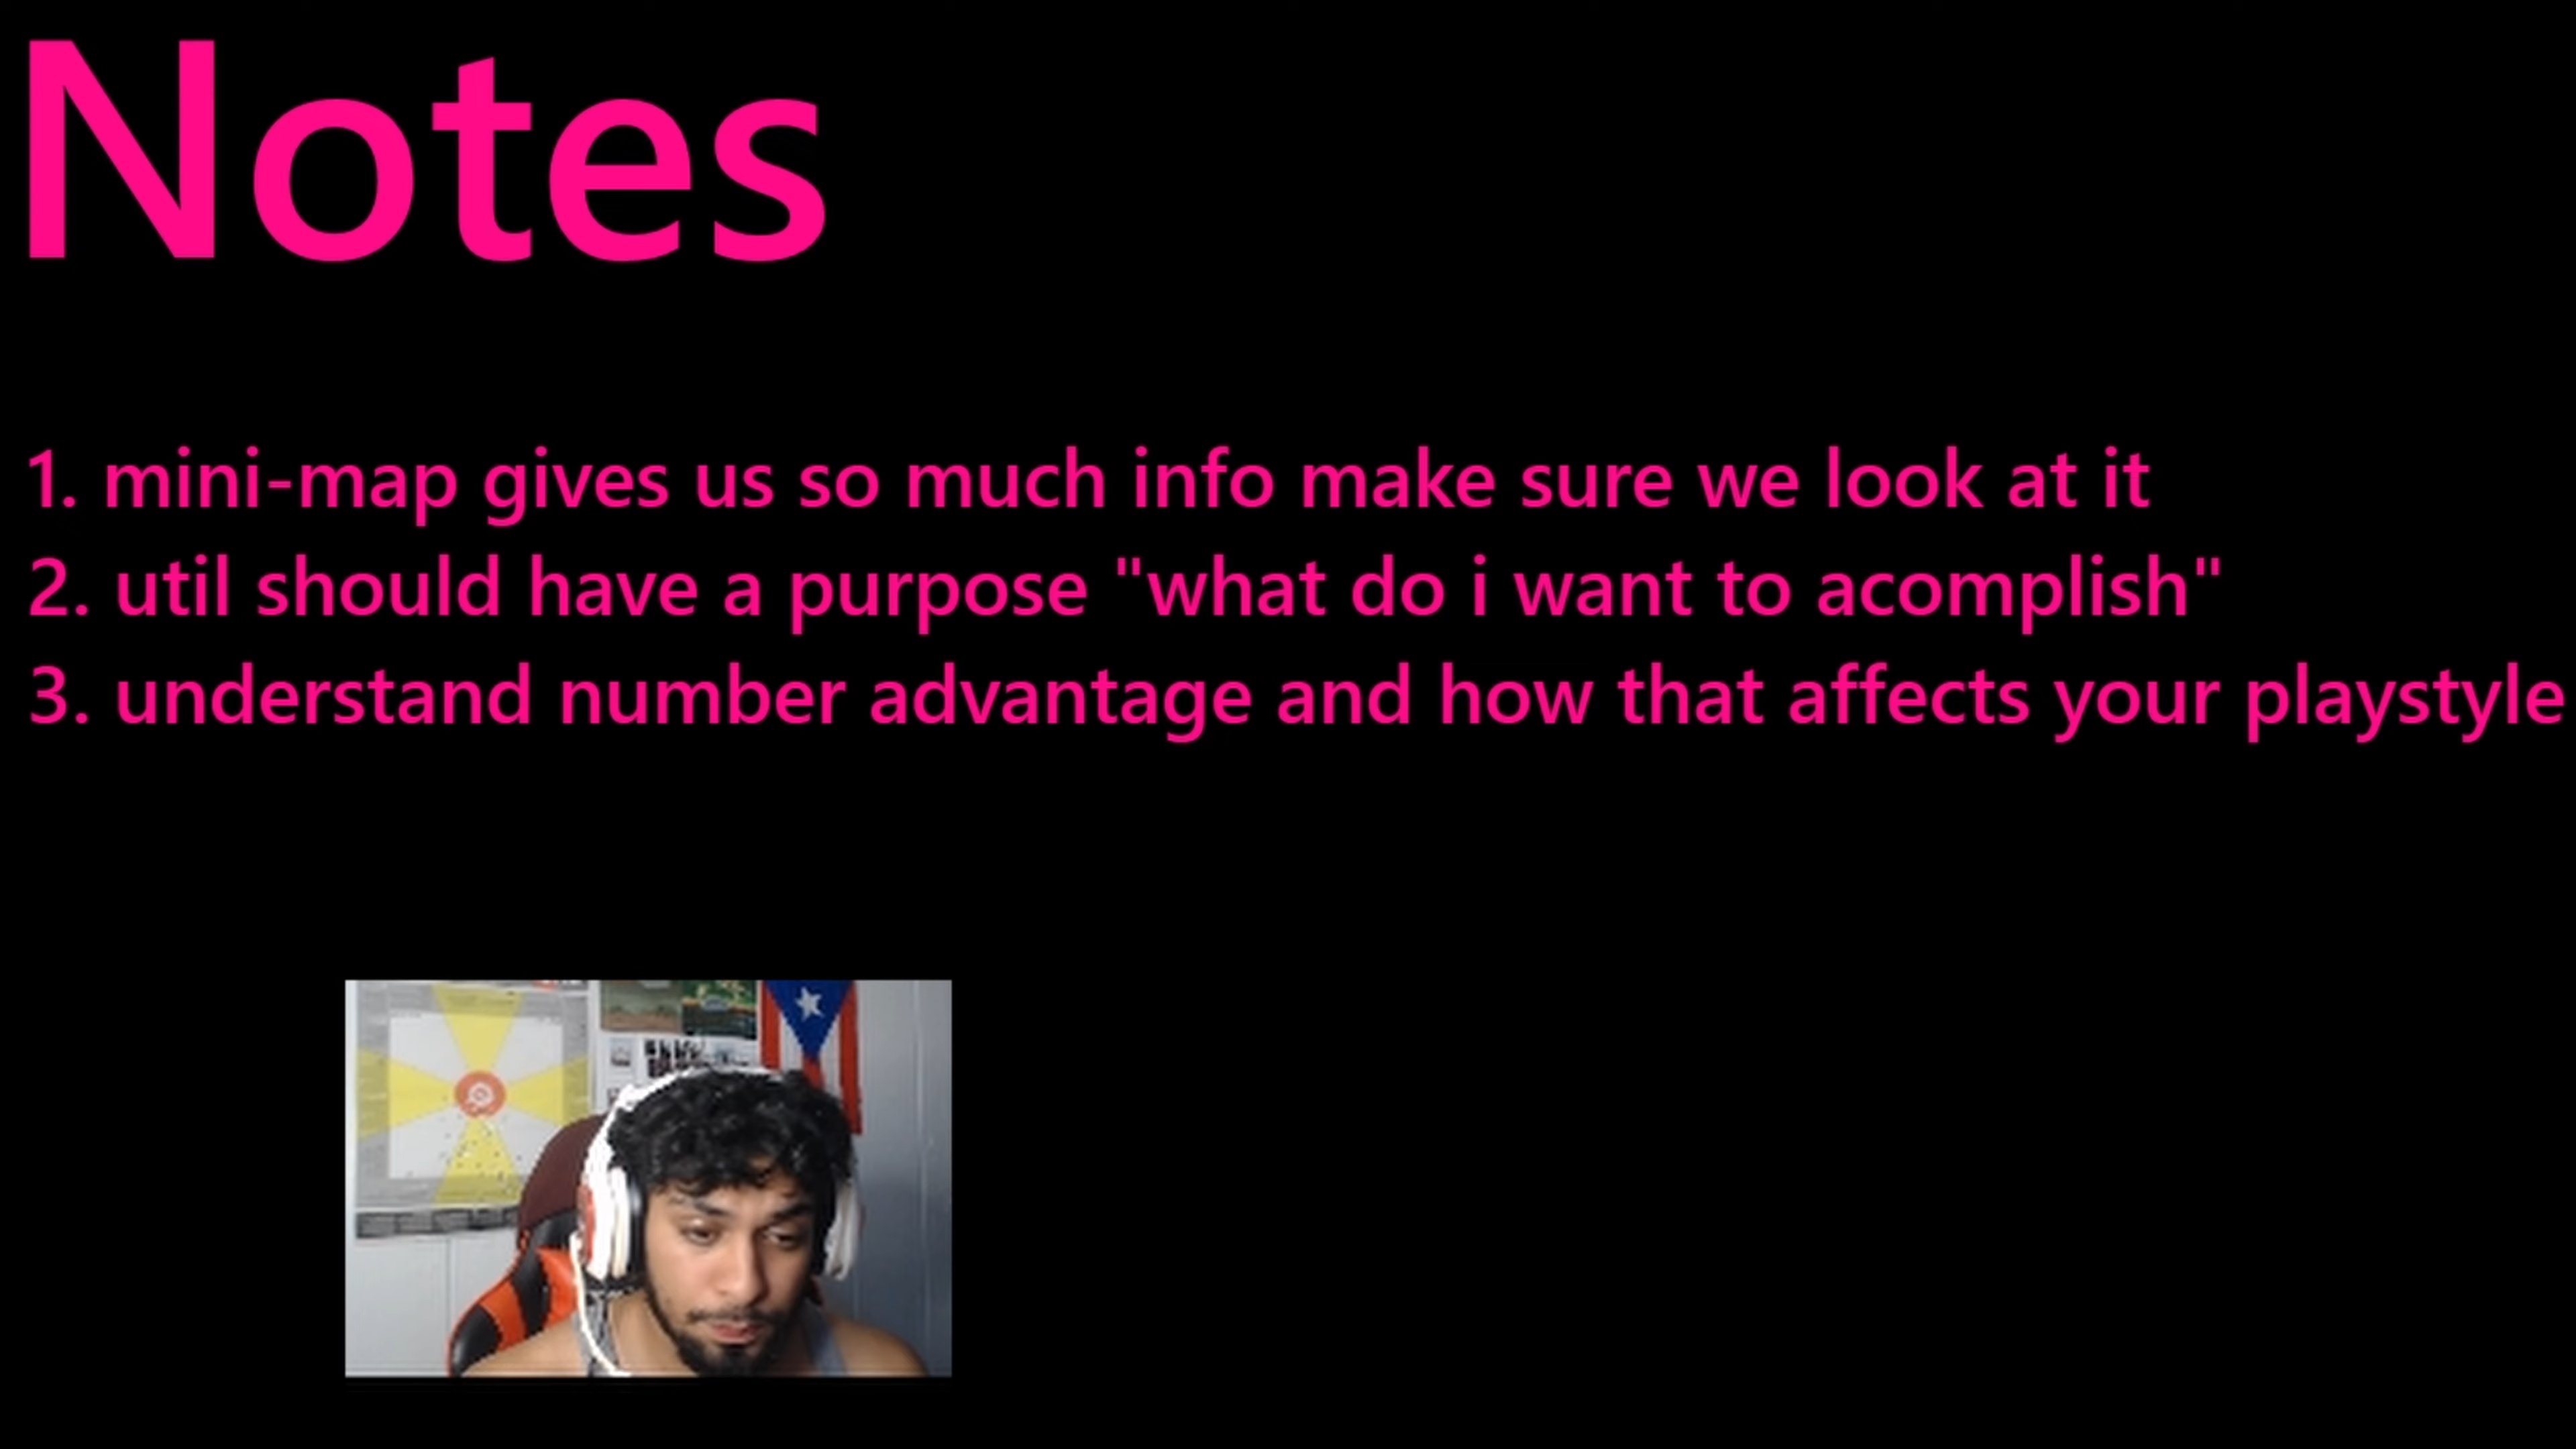 Notes
1. mini-map gives us so much info make sure we look at it
2. util should have a purpose "what do i want to acomplish"
3. understand number advantage and how that affects your playstyle